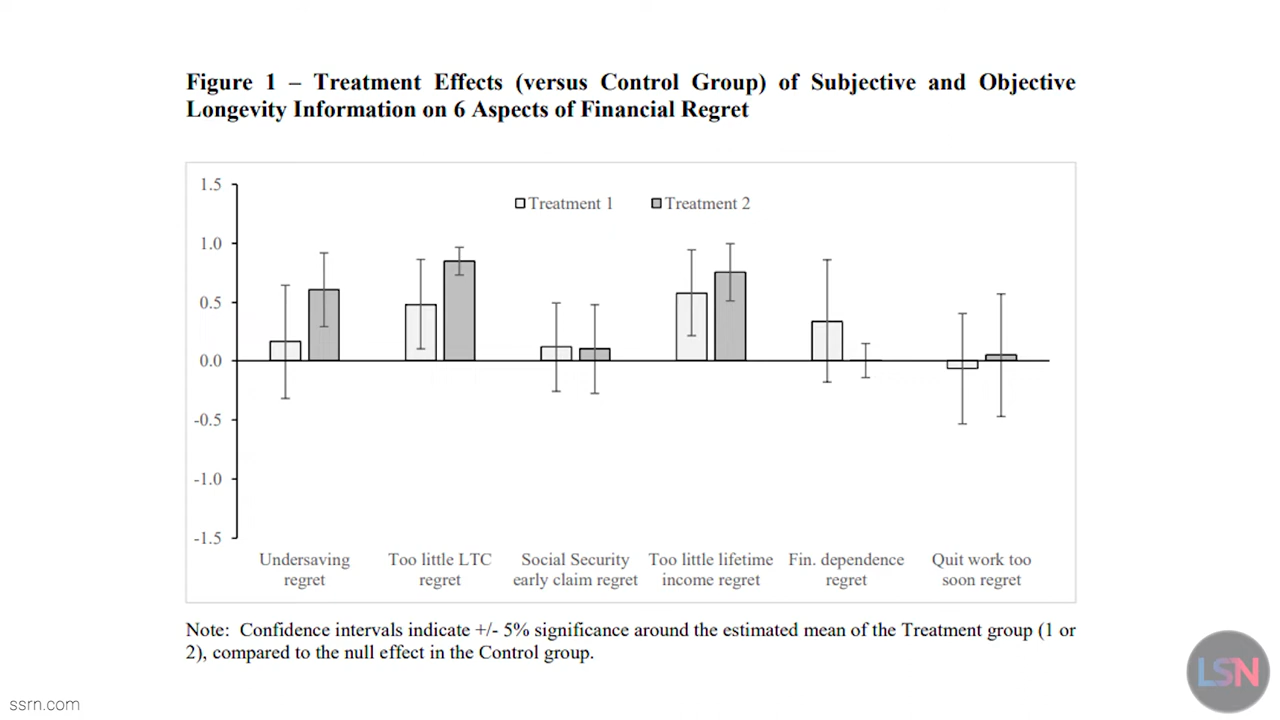 Figure 1 – Treatment Effects (versus Control Group) of Subjective and Objective
Longevity Information on 6 Aspects of Financial Regret
1.5
1.0
0.5
0.0
-0.5
-1.0
-1.5
Treatment 1
Treatment 2
Undersaving
regret
Too little LTC
regret
Social Security
early claim regret
Too little lifetime
income regret
Fin. dependence
regret
Quit work too
soon regret
Note: Confidence intervals indicate +/- 5% significance around the estimated mean of the Treatment group (1 or
2), compared to the null effect in the Control group.
LSN
ssrn.com